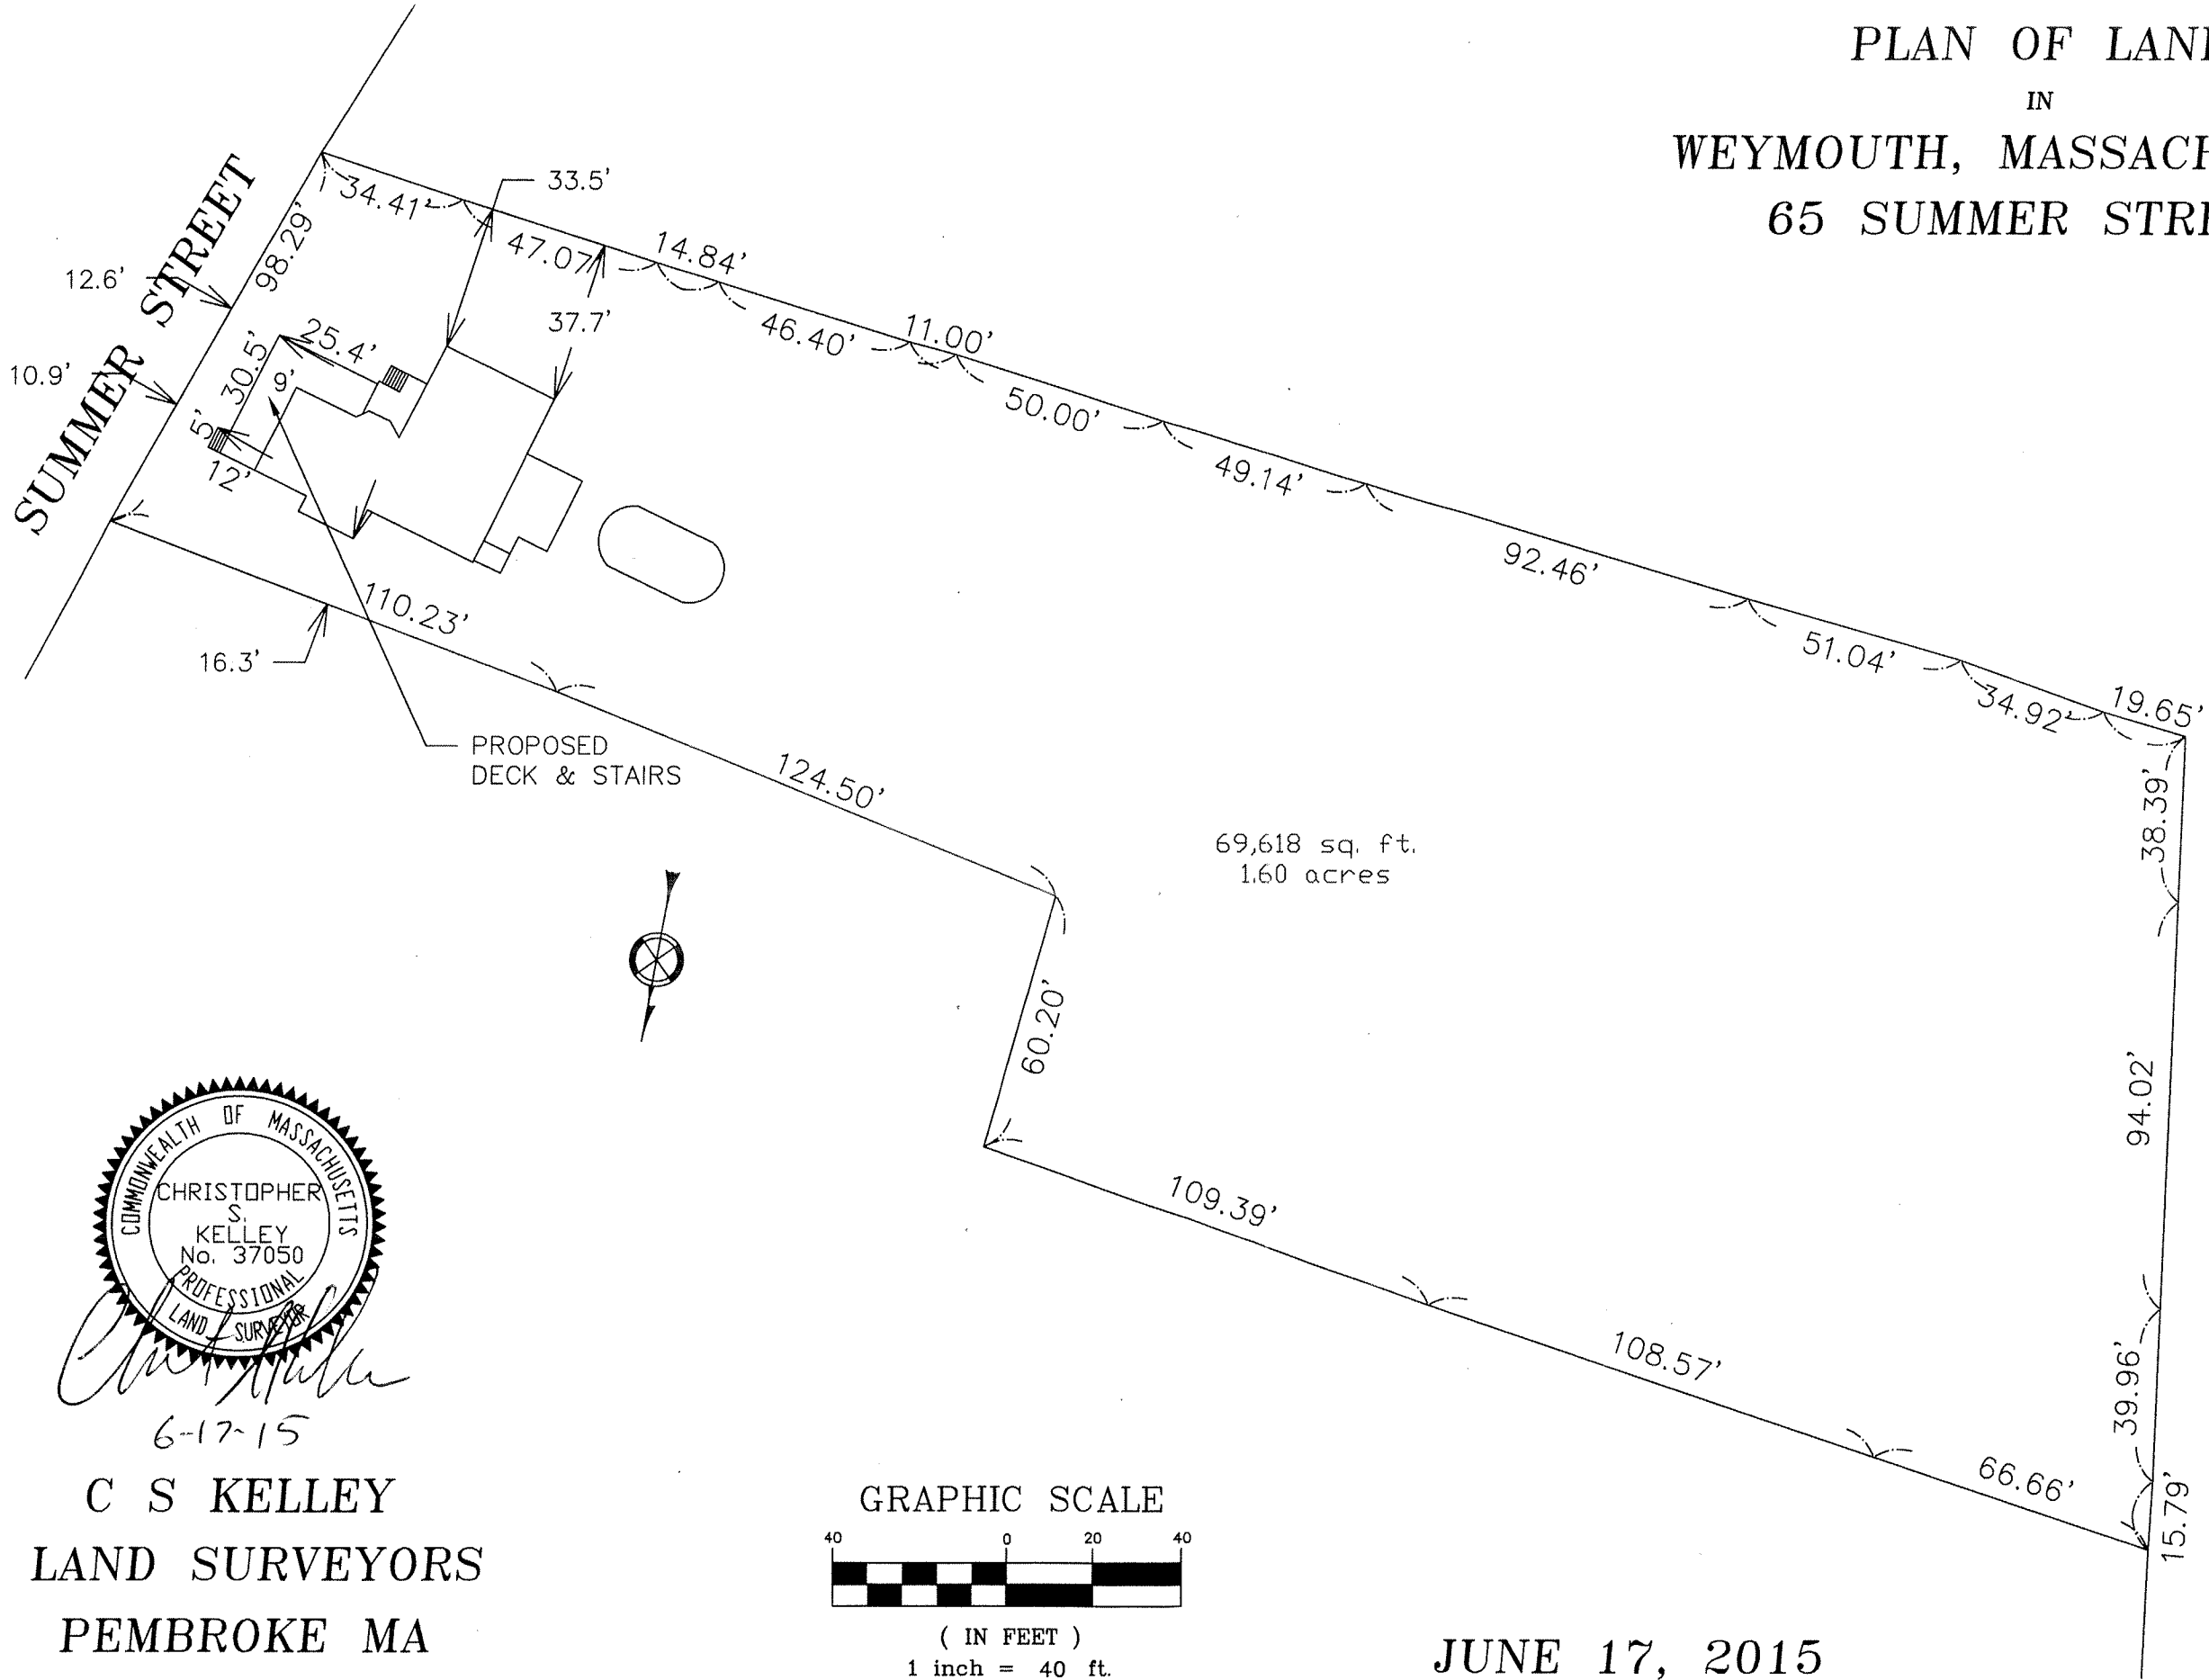 PLAN OF LAN
IN
WEYMOUTH, MASSACH
65 SUMMER STR
SUMMER STREET
98.29'
12.6'
10.9'
34.41'
33.5'
47.07'
14.84'
37.7'
46.40'
11.00'
50.00'
49.14'
92.46'
51.04'
34.92'
19.65'
25.4'
30.5'
9'
5'
12'
110.23'
16.3'
PROPOSED
DECK & STAIRS
124.50'
69,618 sq. ft.
1.60 acres
38.39'
94.02'
39.96'
15.79'
60.20'
109.39'
108.57'
66.66'
COMMONWEALTH OF MASSACHUSETTS
CHRISTOPHER
S.
KELLEY
No. 37050
PROFESSIONAL
LAND SURVEYOR
6-17-15
C S KELLEY
LAND SURVEYORS
PEMBROKE MA
GRAPHIC SCALE
40 0 20 40
( IN FEET )
1 inch = 40 ft.
JUNE 17, 2015